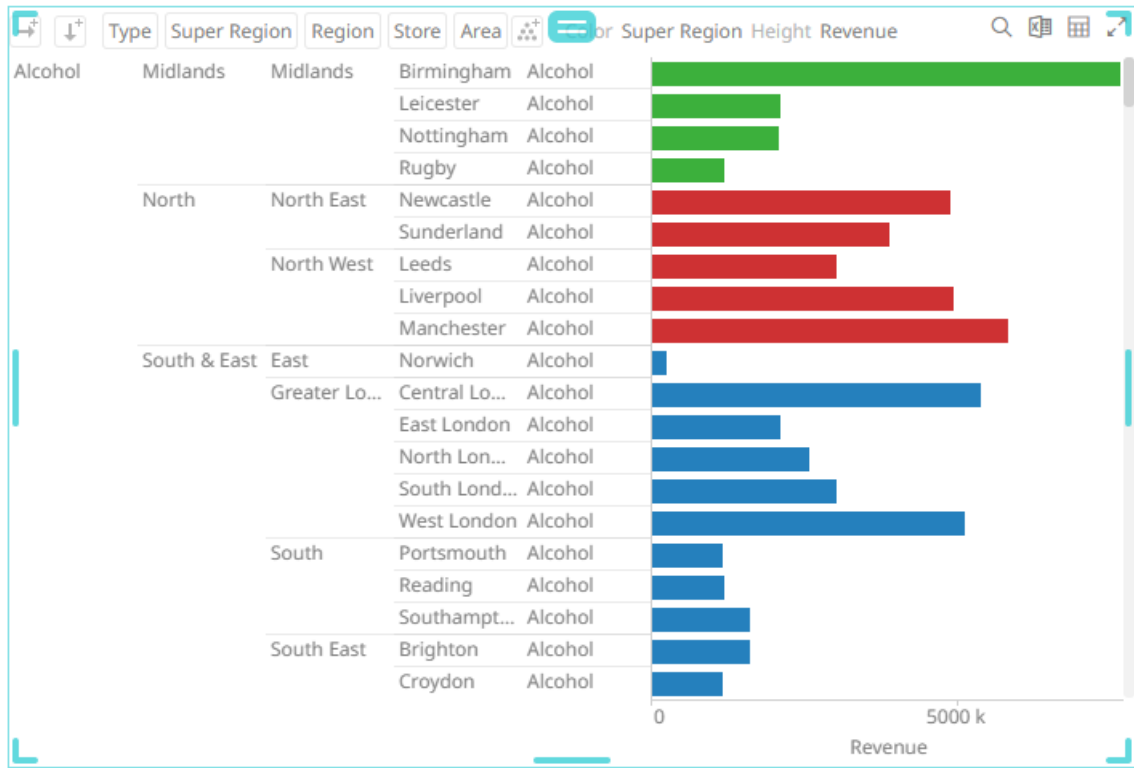 Type Super Region Region Store Area Color Super Region Height Revenue
Alcohol Midlands Midlands Birmingham Alcohol
Leicester Alcohol
Nottingham Alcohol
Rugby Alcohol
North North East Newcastle Alcohol
Sunderland Alcohol
North West Leeds Alcohol
Liverpool Alcohol
Manchester Alcohol
South & East East Norwich Alcohol
Greater Lo... Central Lo... Alcohol
East London Alcohol
North Lon... Alcohol
South Lond... Alcohol
West London Alcohol
South Portsmouth Alcohol
Reading Alcohol
Southampt... Alcohol
South East Brighton Alcohol
Croydon Alcohol
0 5000 k
Revenue